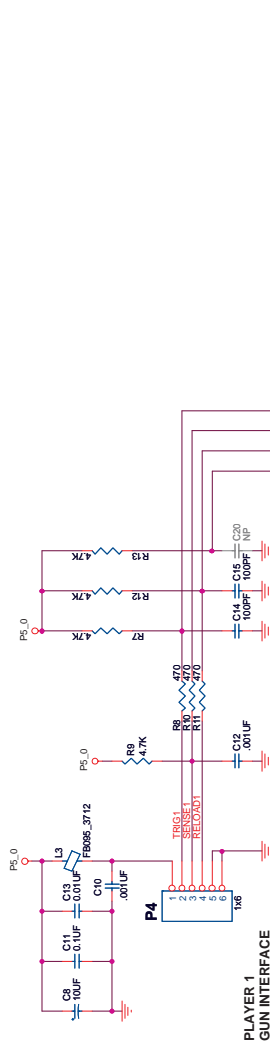 P5_0
4.7K
R13
C20
NP
4.7K
R12
C15
100PF
P5_0
4.7K
R7
C14
100PF
470
470
470
R8
R10
R11
P5_0
R9
4.7K
C12
.001UF
TRIG1
SENSE1
RELOAD1
P5_0
L3
FB095_3712
C13
0.01UF
C10
.001UF
C11
0.1UF
C8
10UF
P4
1
2
3
4
5
6
1x6
PLAYER 1
GUN INTERFACE